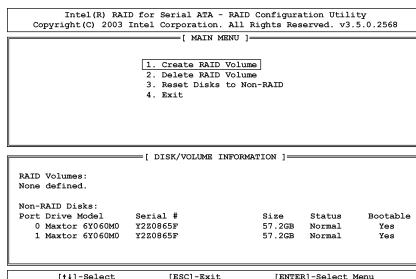 Intel(R) RAID for Serial ATA - RAID Configuration Utility
Copyright(C) 2003 Intel Corporation. All Rights Reserved. v3.5.0.2568
[ MAIN MENU ]
1. Create RAID Volume
2. Delete RAID Volume
3. Reset Disks to Non-RAID
4. Exit
[ DISK/VOLUME INFORMATION ]
RAID Volumes:
None defined.
Non-RAID Disks:
Port Drive Model Serial # Size Status Bootable
0 Maxtor 6Y060M0 Y2Z0865F 57.2GB Normal Yes
1 Maxtor 6Y060M0 Y2Z0865F 57.2GB Normal Yes
[↑↓]-Select [ESC]-Exit [ENTER]-Select Menu